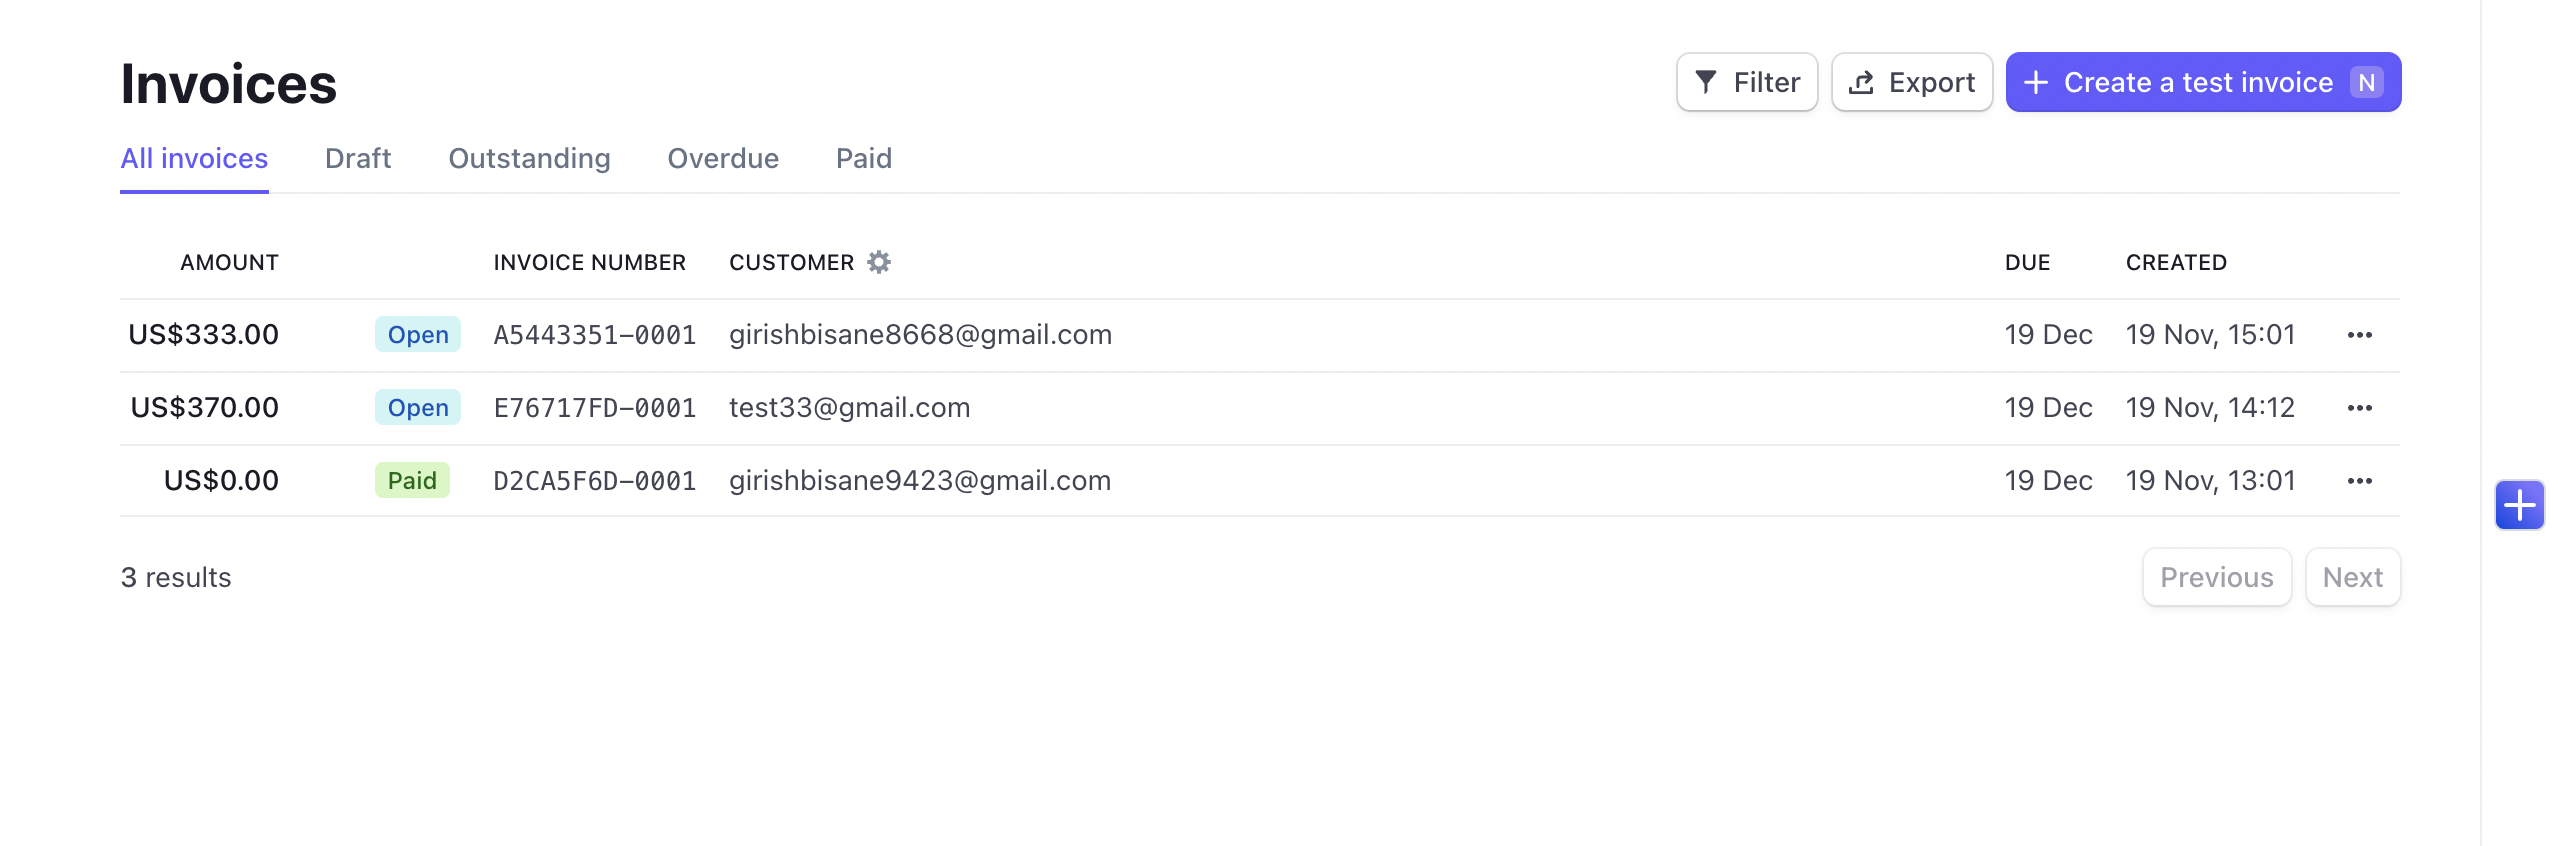 Invoices
Filter Export Create a test invoice N
All invoices Draft Outstanding Overdue Paid
AMOUNT INVOICE NUMBER CUSTOMER DUE CREATED
US$333.00 Open A5443351–0001 girishbisane8668@gmail.com 19 Dec 19 Nov, 15:01
US$370.00 Open E76717FD–0001 test33@gmail.com 19 Dec 19 Nov, 14:12
US$0.00 Paid D2CA5F6D–0001 girishbisane9423@gmail.com 19 Dec 19 Nov, 13:01
3 results Previous Next